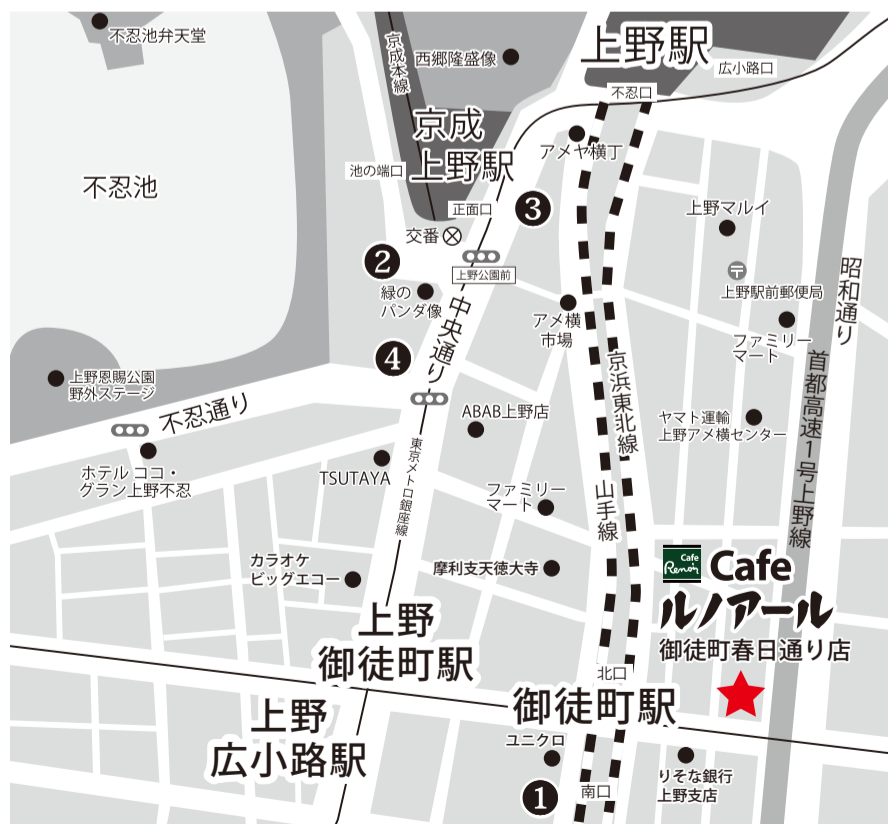 不忍池弁天堂
京成本線
西郷隆盛像
上野駅
広小路口
不忍口
京成
上野駅
アメヤ横丁
池の端口
不忍池
正面口
❸
上野マルイ
交番
❷
上野公園前
〒
上野駅前郵便局
昭和通り
緑の
パンダ像
中央通り
アメ横
市場
ファミリー
マート
❹
京浜東北線
首都高速1号上野線
上野恩賜公園
野外ステージ
不忍通り
ABAB上野店
ヤマト運輸
上野アメ横センター
ホテル ココ・
グラン上野不忍
TSUTAYA
東京メトロ銀座線
ファミリー
マート
山手線
カラオケ
ビッグエコー
摩利支天徳大寺
Cafe
Renoir
Cafe
ルノアール
御徒町春日通り店
上野
御徒町駅
北口
御徒町駅
上野
広小路駅
ユニクロ
りそな銀行
上野支店
❶
南口